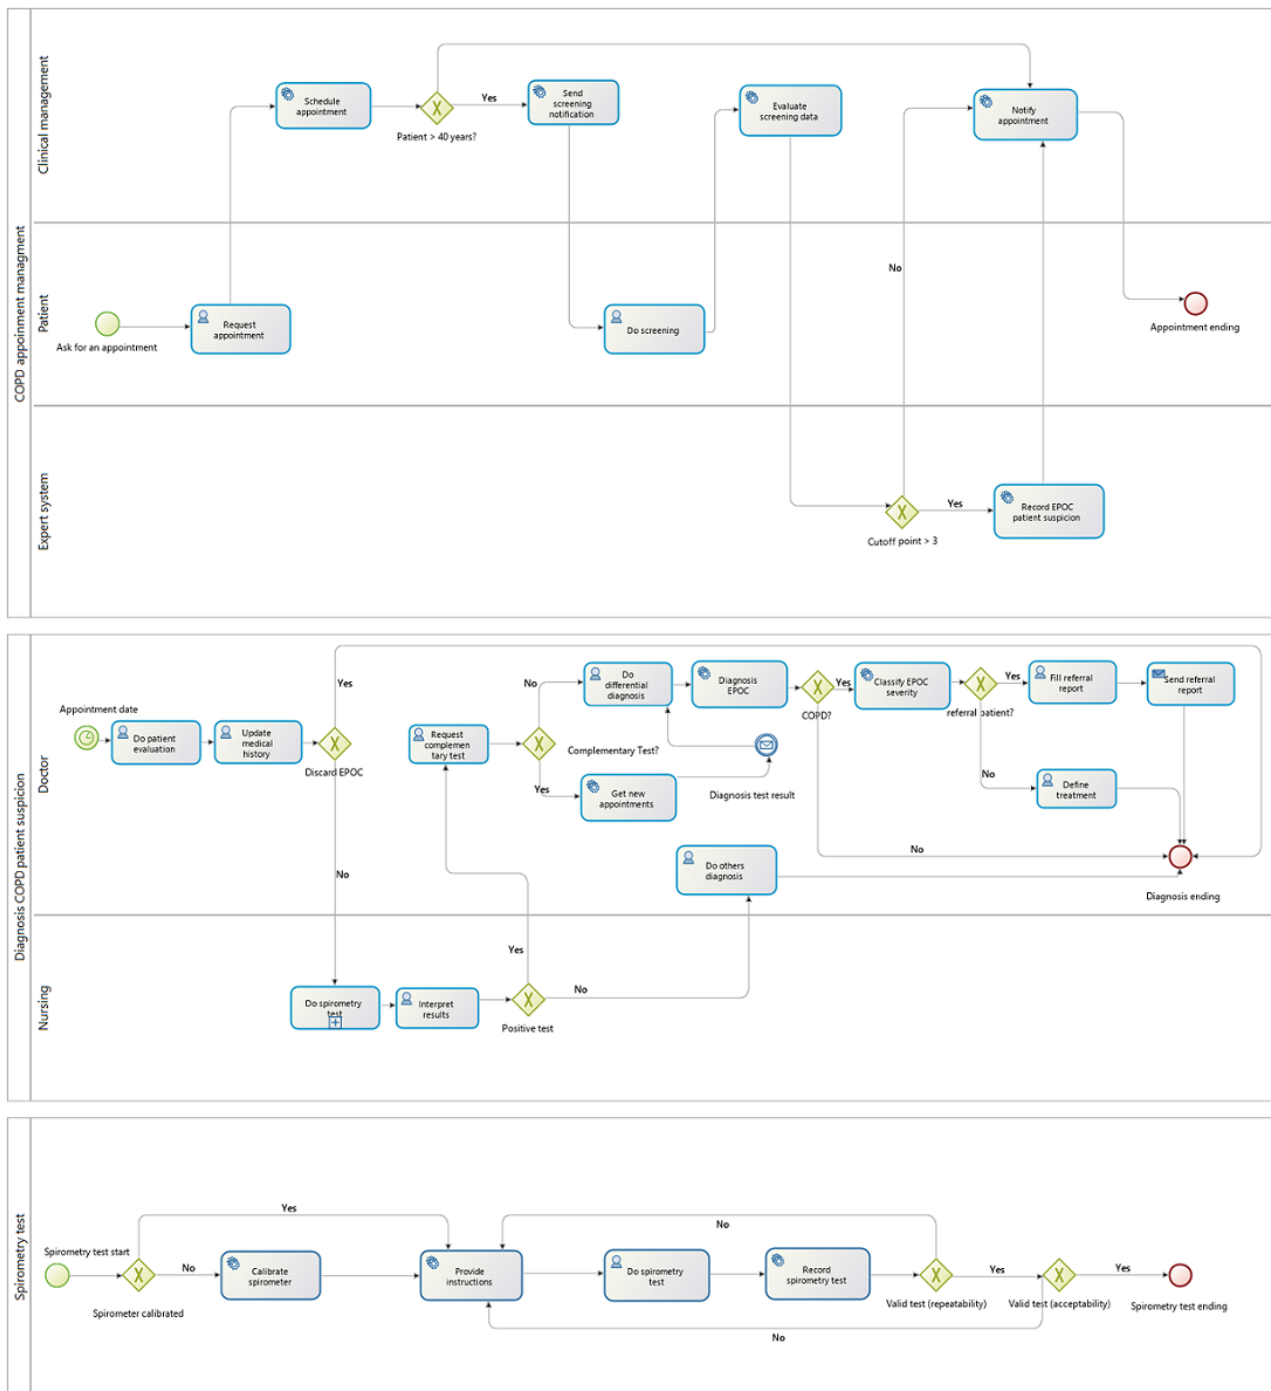 COPD appoinment managment
Clinical management
Schedule
appointment
Patient > 40 years?
Yes
Send
screening
notification
Evaluate
screening data
Notify
appointment
Patient
Ask for an appointment
Request
appointment
Do screening
No
Appointment ending
Expert system
Cutoff point > 3
Yes
Record EPOC
patient suspicion
Diagnosis COPD patient suspicion
Doctor
Appointment date
Do patient
evaluation
Update
medical
history
Yes
Discard EPOC
No
Request
complemen
tary test
No
Yes
Complementary Test?
Do
differential
diagnosis
Get new
appointments
Diagnosis test result
Diagnosis
EPOC
COPD?
Yes
No
Classify EPOC
severity
referral patient?
Yes
No
Fill referral
report
Send referral
report
Define
treatment
Do others
diagnosis
Diagnosis ending
Nursing
Do spirometry
test
Interpret
results
Yes
Positive test
No
Spirometry test
Spirometry test start
Spirometer calibrated
Yes
No
Calibrate
spirometer
Provide
instructions
Do spirometry
test
Record
spirometry test
No
Valid test (repeatability)
Yes
Valid test (acceptability)
Yes
No
Spirometry test ending